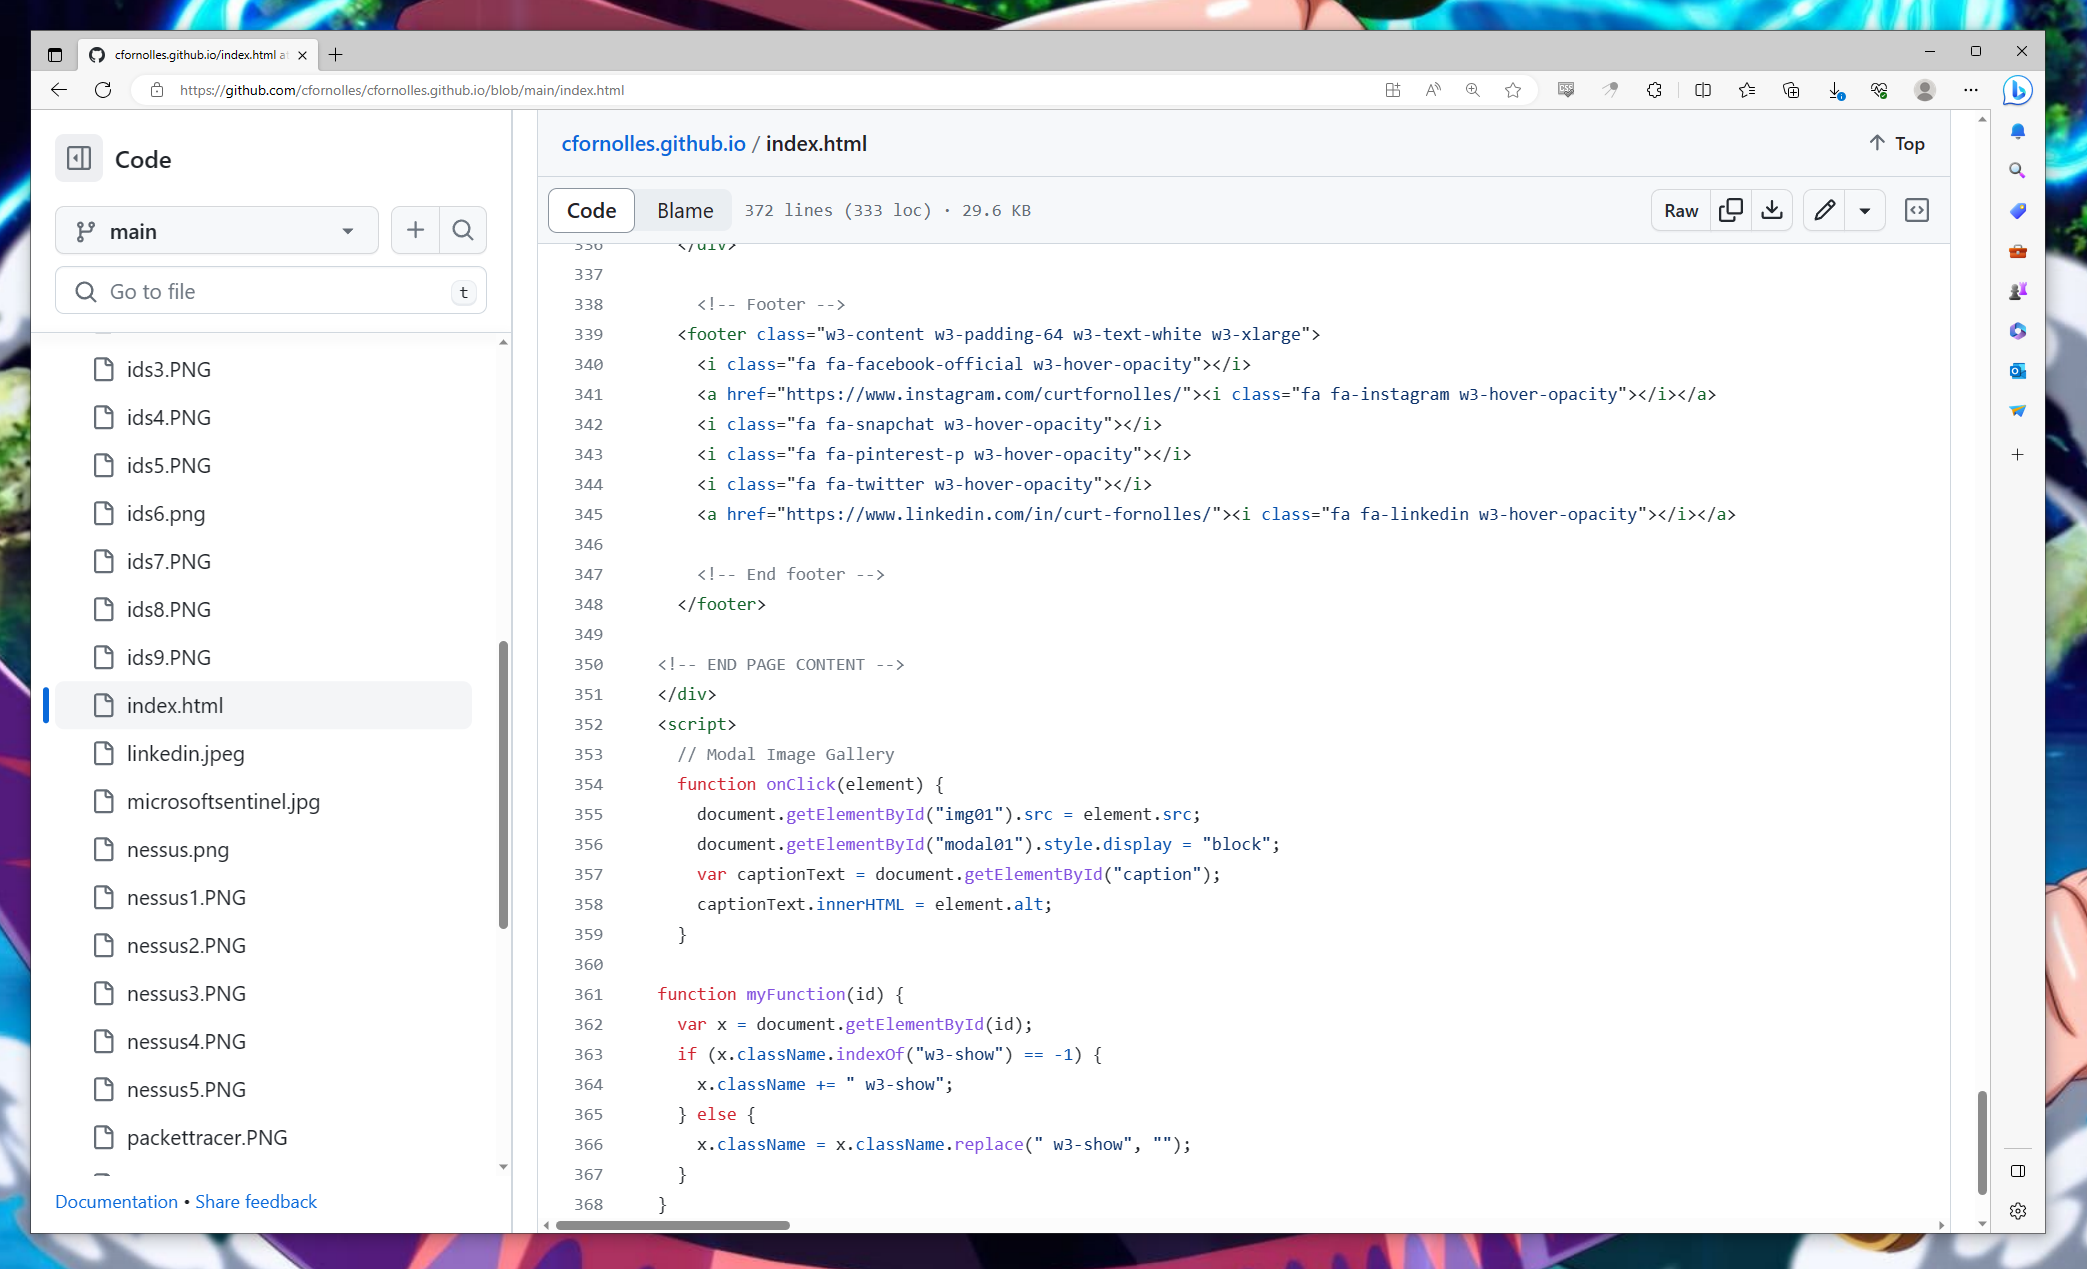 cfornolles.github.io/index.html at
https://github.com/cfornolles/cfornolles.github.io/blob/main/index.html
Code
main
Go to file
t
ids3.PNG
ids4.PNG
ids5.PNG
ids6.png
ids7.PNG
ids8.PNG
ids9.PNG
index.html
linkedin.jpeg
microsoftsentinel.jpg
nessus.png
nessus1.PNG
nessus2.PNG
nessus3.PNG
nessus4.PNG
nessus5.PNG
packettracer.PNG
Documentation • Share feedback
cfornolles.github.io / index.html
Top
Code Blame 372 lines (333 loc) · 29.6 KB
Raw
336 </div>
337
338 <!-- Footer -->
339 <footer class="w3-content w3-padding-64 w3-text-white w3-xlarge">
340 <i class="fa fa-facebook-official w3-hover-opacity"></i>
341 <a href="https://www.instagram.com/curtfornolles/"><i class="fa fa-instagram w3-hover-opacity"></i></a>
342 <i class="fa fa-snapchat w3-hover-opacity"></i>
343 <i class="fa fa-pinterest-p w3-hover-opacity"></i>
344 <i class="fa fa-twitter w3-hover-opacity"></i>
345 <a href="https://www.linkedin.com/in/curt-fornolles/"><i class="fa fa-linkedin w3-hover-opacity"></i></a>
346
347 <!-- End footer -->
348 </footer>
349
350 <!-- END PAGE CONTENT -->
351 </div>
352 <script>
353 // Modal Image Gallery
354 function onClick(element) {
355 document.getElementById("img01").src = element.src;
356 document.getElementById("modal01").style.display = "block";
357 var captionText = document.getElementById("caption");
358 captionText.innerHTML = element.alt;
359 }
360
361 function myFunction(id) {
362 var x = document.getElementById(id);
363 if (x.className.indexOf("w3-show") == -1) {
364 x.className += " w3-show";
365 } else {
366 x.className = x.className.replace(" w3-show", "");
367 }
368 }